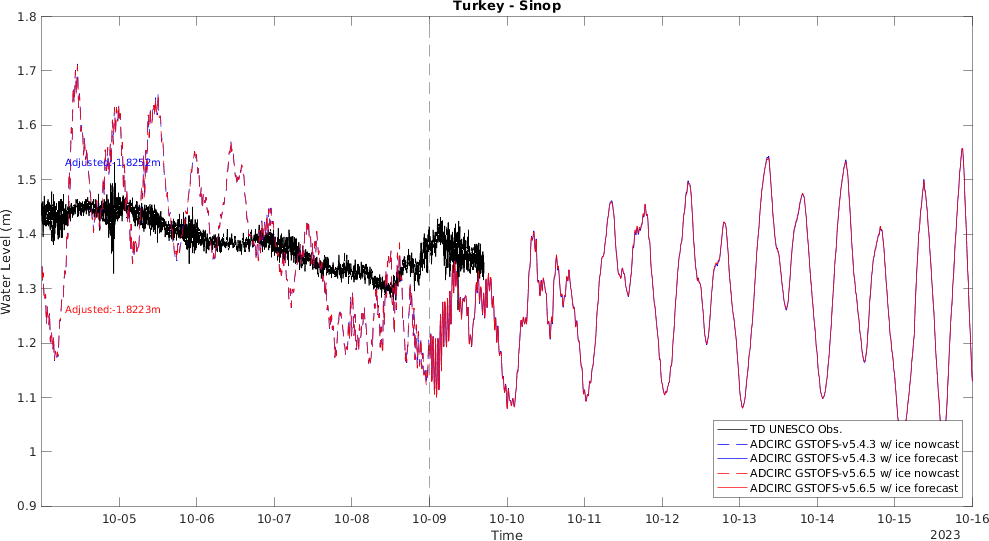 Turkey - Sinop
1.8
1.7
1.6
1.5
1.4
1.3
1.2
1.1
1
0.9
Water Level (m)
Adjusted:-1.8252m
Adjusted:-1.8223m
TD UNESCO Obs.
ADCIRC GSTOFS-v5.4.3 w/ ice nowcast
ADCIRC GSTOFS-v5.4.3 w/ ice forecast
ADCIRC GSTOFS-v5.6.5 w/ ice nowcast
ADCIRC GSTOFS-v5.6.5 w/ ice forecast
10-05 10-06 10-07 10-08 10-09 10-10 10-11 10-12 10-13 10-14 10-15 10-16
Time
2023